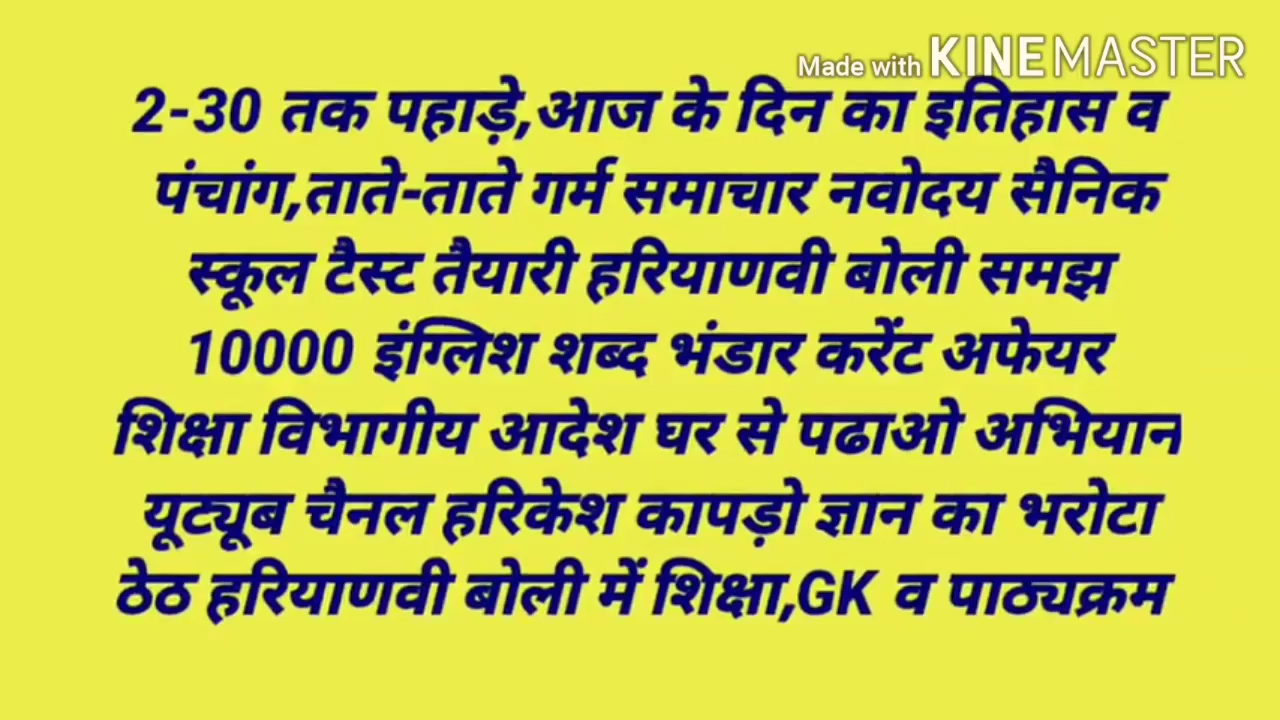 Made with KINEMASTER
2-30 तक पहाड़े,आज के दिन का इतिहास व
पंचांग,ताते-ताते गर्म समाचार नवोदय सैनिक
स्कूल टैस्ट तैयारी हरियाणवी बोली समझ
10000 इंग्लिश शब्द भंडार करेंट अफेयर
शिक्षा विभागीय आदेश घर से पढाओ अभियान
यूट्यूब चैनल हरिकेश कापड़ो ज्ञान का भरोटा
ठेठ हरियाणवी बोली में शिक्षा,GK व पाठ्यक्रम